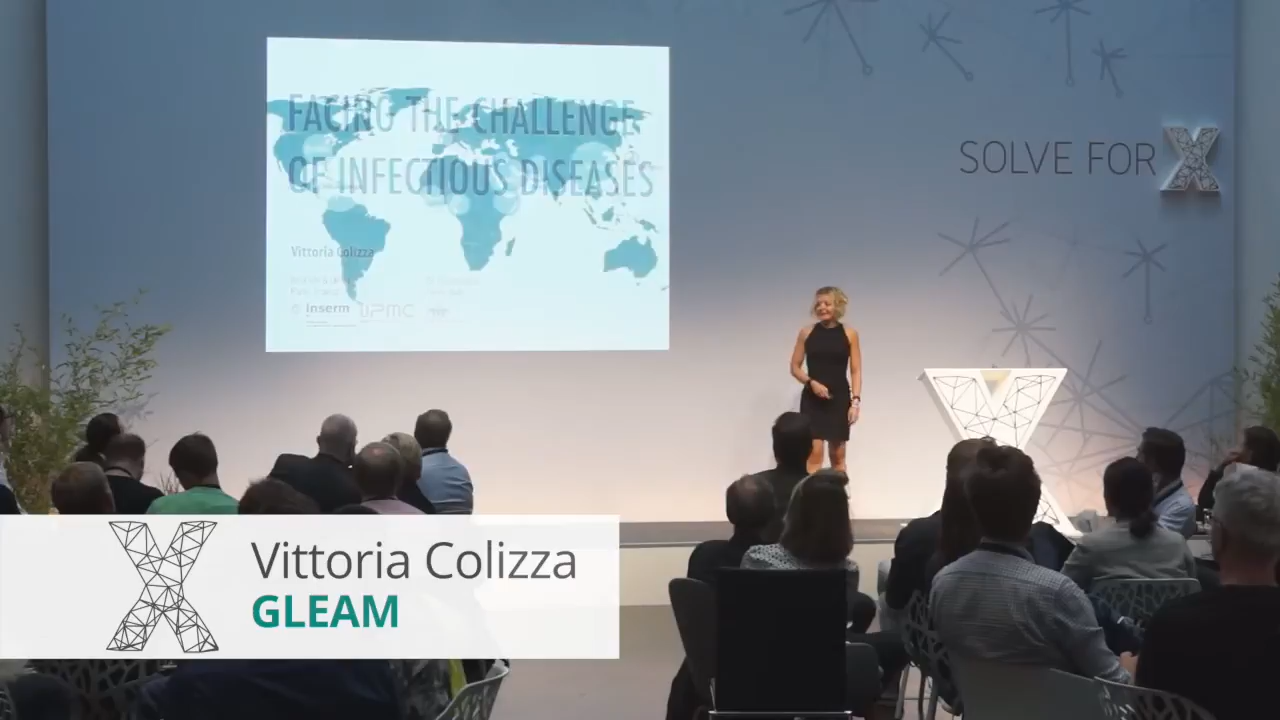 FACING THE CHALLENGE
OF INFECTIOUS DISEASES
Vittoria Colizza
inserm
UPMC
SOLVE FOR X
Vittoria Colizza
GLEAM